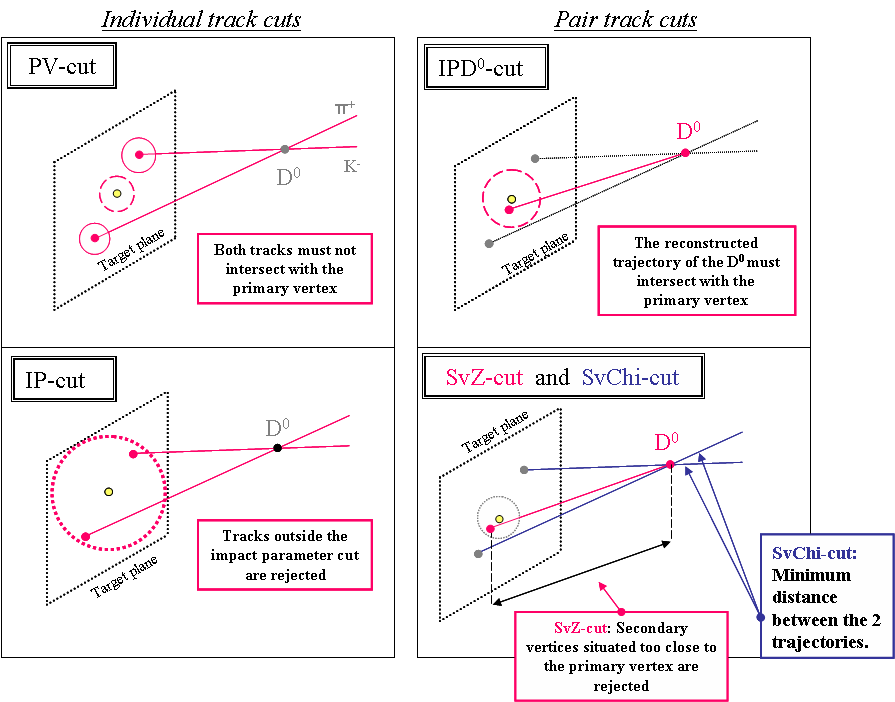 Individual track cuts
Pair track cuts
PV-cut
π⁺
K⁻
D⁰
Target plane
Both tracks must not
intersect with the
primary vertex
IPD⁰-cut
D⁰
Target plane
The reconstructed
trajectory of the D⁰ must
intersect with the
primary vertex
IP-cut
D⁰
Target plane
Tracks outside the
impact parameter cut
are rejected
SvZ-cut and SvChi-cut
Target plane
D⁰
SvChi-cut:
Minimum
distance
between the 2
trajectories.
SvZ-cut: Secondary
vertices situated too close to
the primary vertex are
rejected